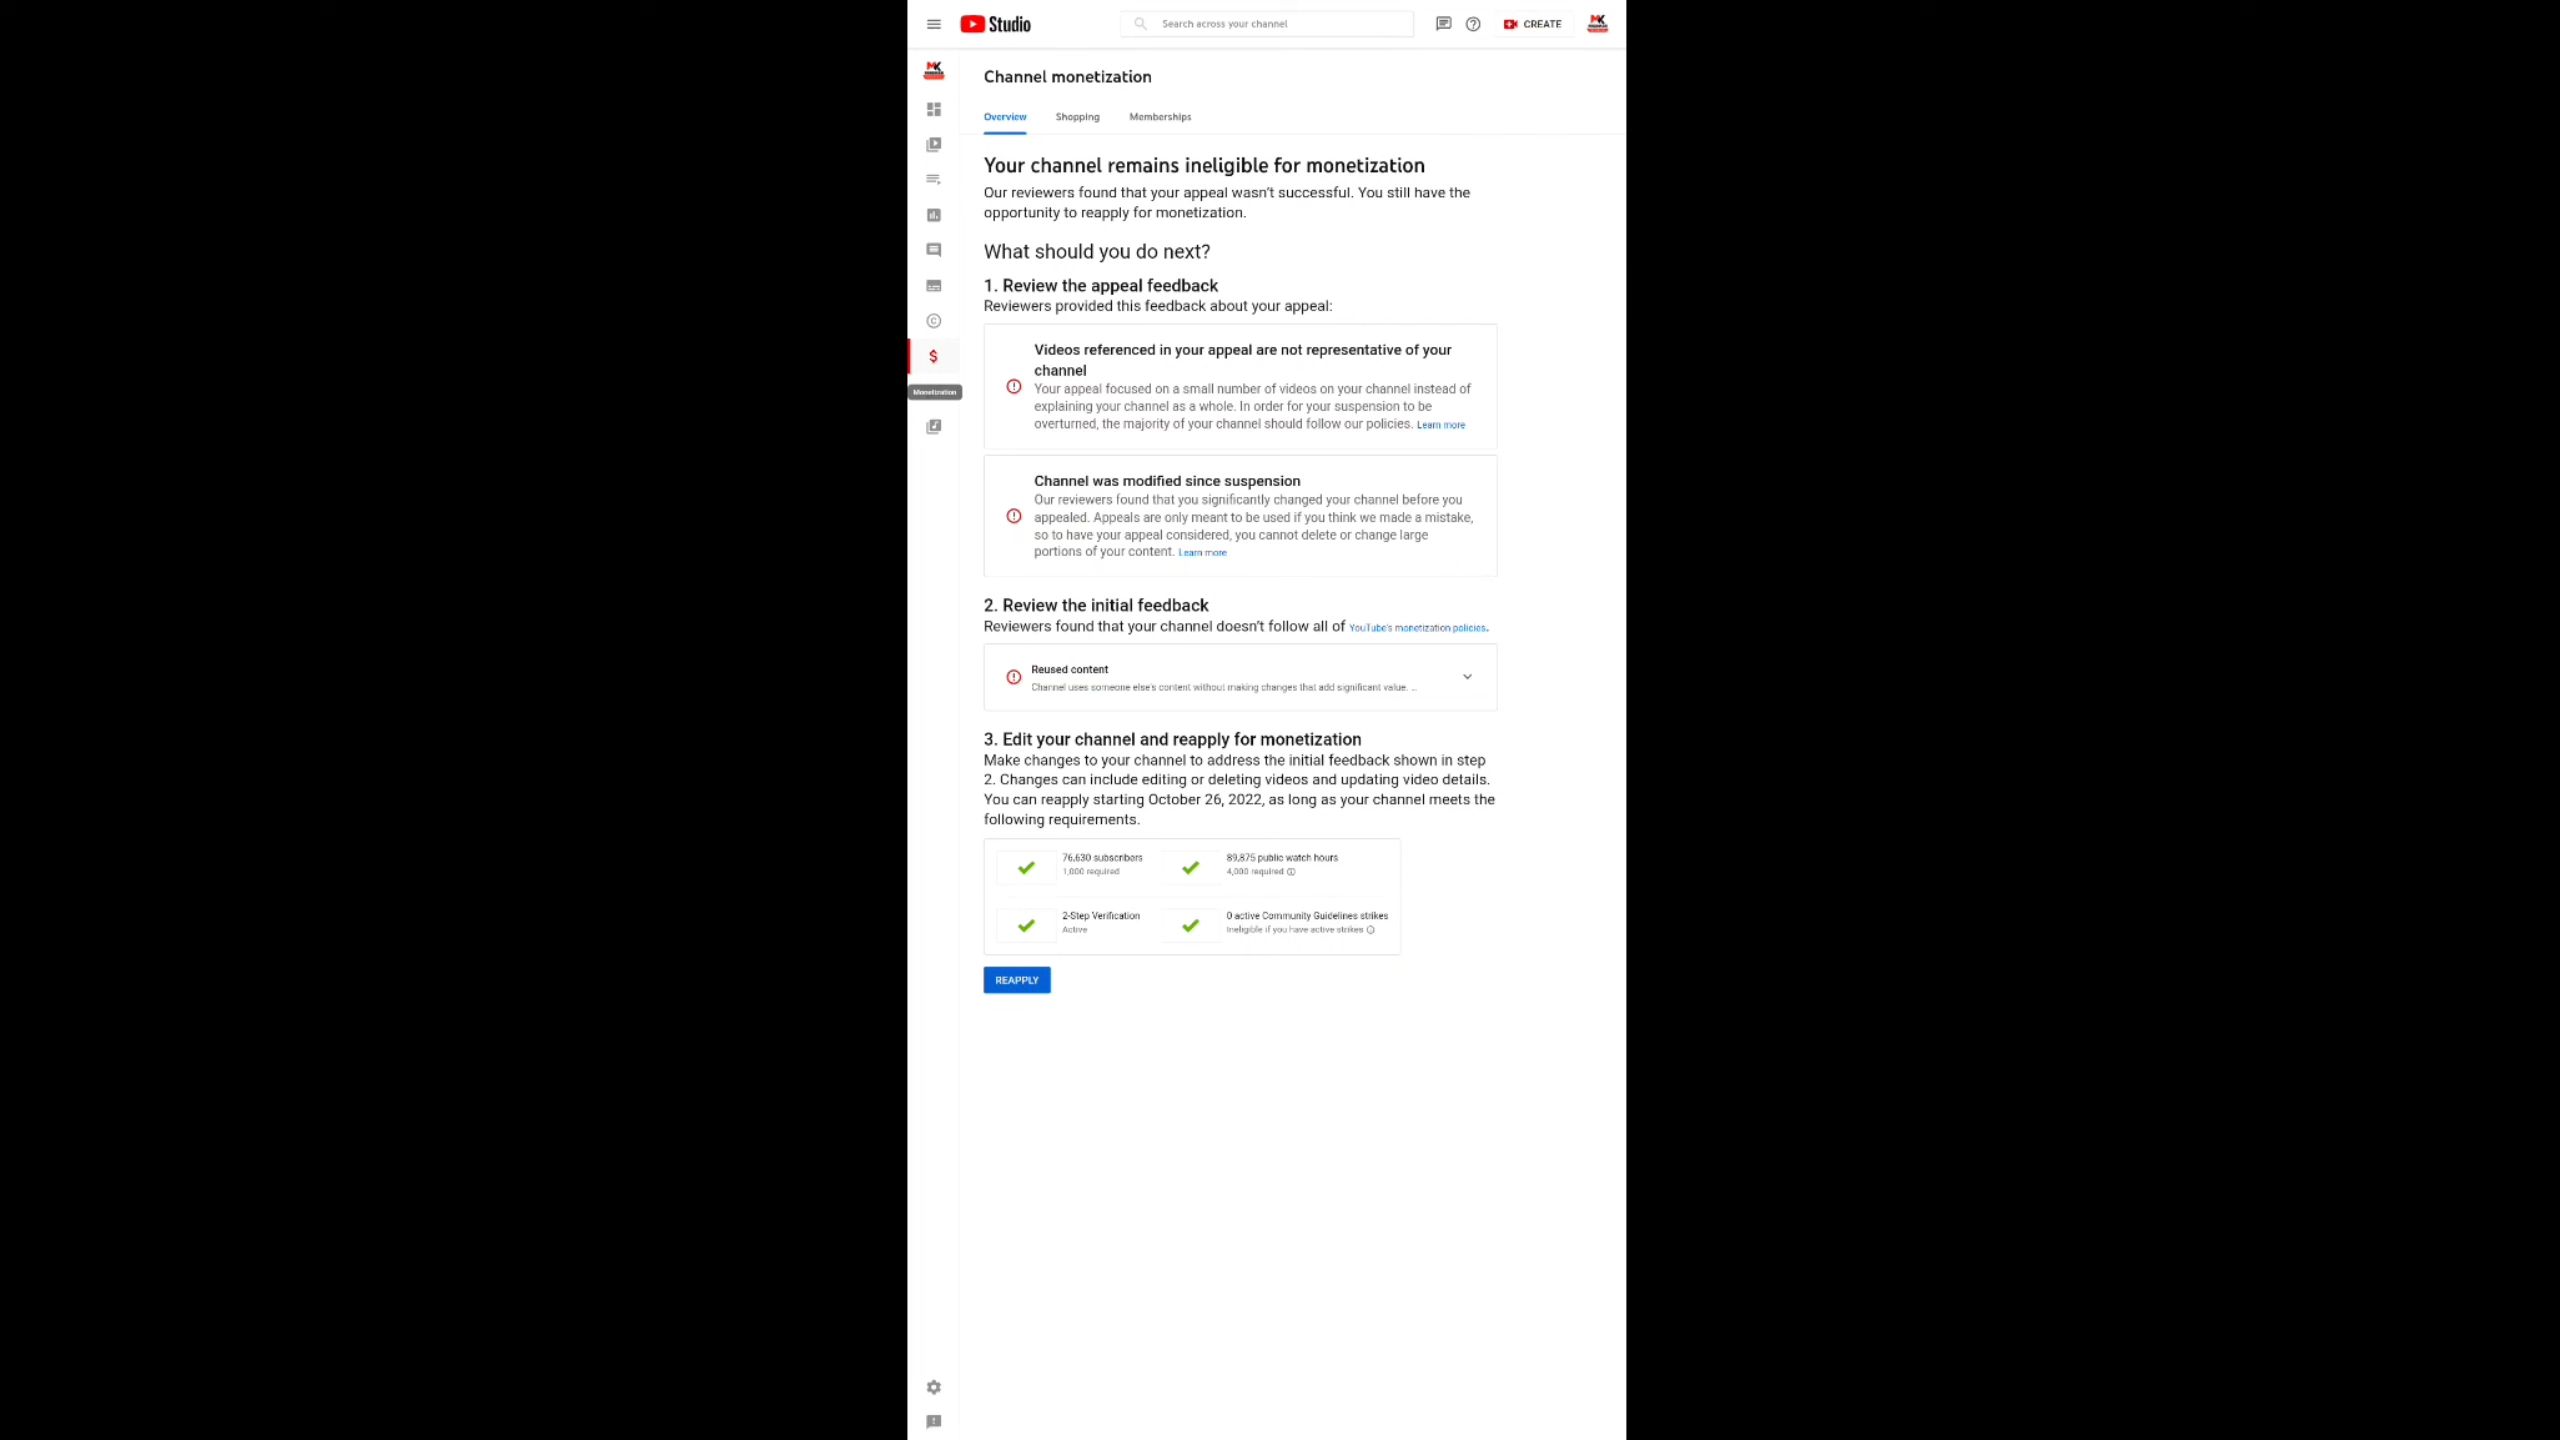 Studio
Search across your channel
CREATE
MK
MK
Channel monetization
Overview
Shopping
Memberships
Your channel remains ineligible for monetization
Our reviewers found that your appeal wasn't successful. You still have the
opportunity to reapply for monetization.
What should you do next?
1. Review the appeal feedback
Reviewers provided this feedback about your appeal:
Videos referenced in your appeal are not representative of your
channel
Your appeal focused on a small number of videos on your channel instead of
explaining your channel as a whole. In order for your suspension to be
overturned, the majority of your channel should follow our policies. Learn more
Monetization
Channel was modified since suspension
Our reviewers found that you significantly changed your channel before you
appealed. Appeals are only meant to be used if you think we made a mistake,
so to have your appeal considered, you cannot delete or change large
portions of your content. Learn more
2. Review the initial feedback
Reviewers found that your channel doesn't follow all of YouTube's monetization policies.
Reused content
Channel uses someone else's content without making changes that add significant value. ...
3. Edit your channel and reapply for monetization
Make changes to your channel to address the initial feedback shown in step
2. Changes can include editing or deleting videos and updating video details.
You can reapply starting October 26, 2022, as long as your channel meets the
following requirements.
76,630 subscribers
1,000 required
89,875 public watch hours
4,000 required
2-Step Verification
Active
0 active Community Guidelines strikes
Ineligible if you have active strikes
REAPPLY